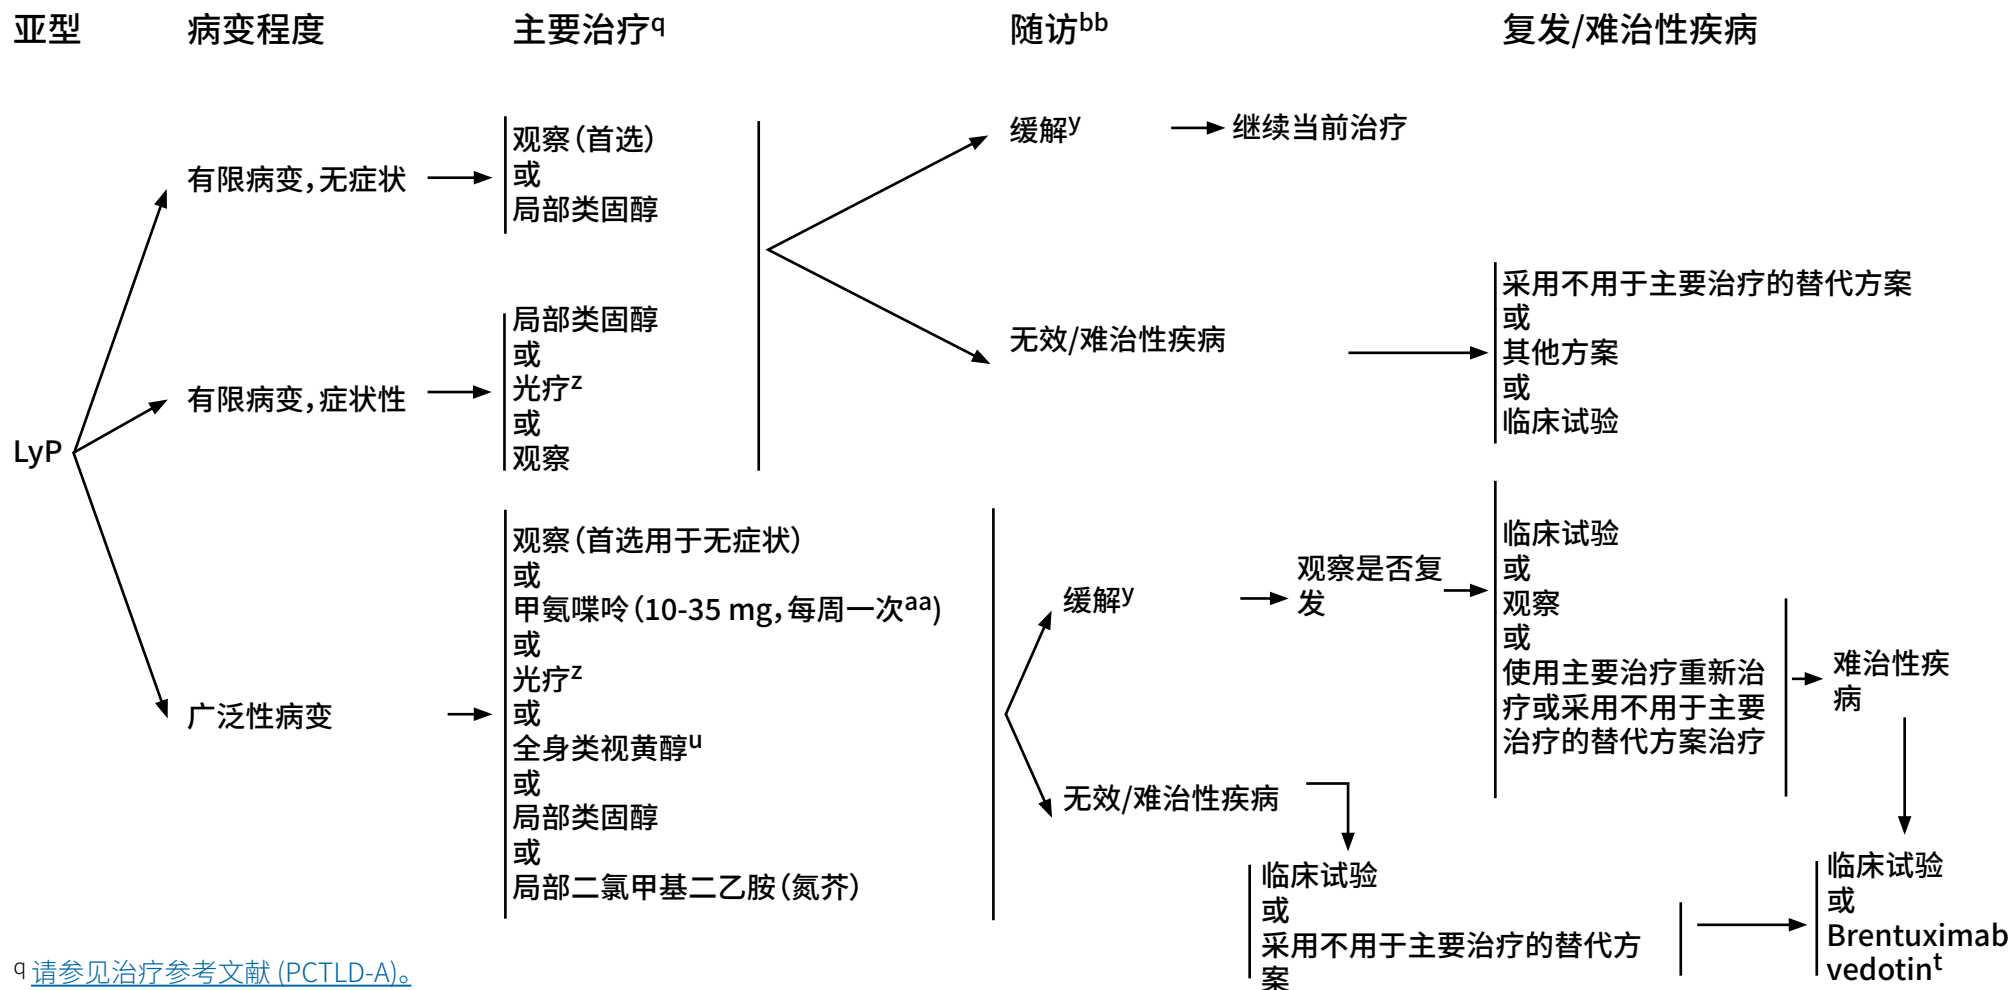 亚型 病变程度 主要治疗q 随访bb 复发/难治性疾病
有限病变,无症状
观察(首选)
或
局部类固醇
缓解y
继续当前治疗
无效/难治性疾病
采用不用于主要治疗的替代方案
或
其他方案
或
临床试验
有限病变,症状性
局部类固醇
或
光疗z
或
观察
LyP
广泛性病变
观察(首选用于无症状)
或
甲氨喋呤(10-35 mg,每周一次aa)
或
光疗z
或
全身类视黄醇u
或
局部类固醇
或
局部二氯甲基二乙胺(氮芥)
缓解y
观察是否复
发
临床试验
或
观察
或
使用主要治疗重新治
疗或采用不用于主要
治疗的替代方案治疗
难治性疾
病
无效/难治性疾病
临床试验
或
采用不用于主要治疗的替代方
案
临床试验
或
Brentuximab
vedotint
q 请参见治疗参考文献 (PCTLD-A)。